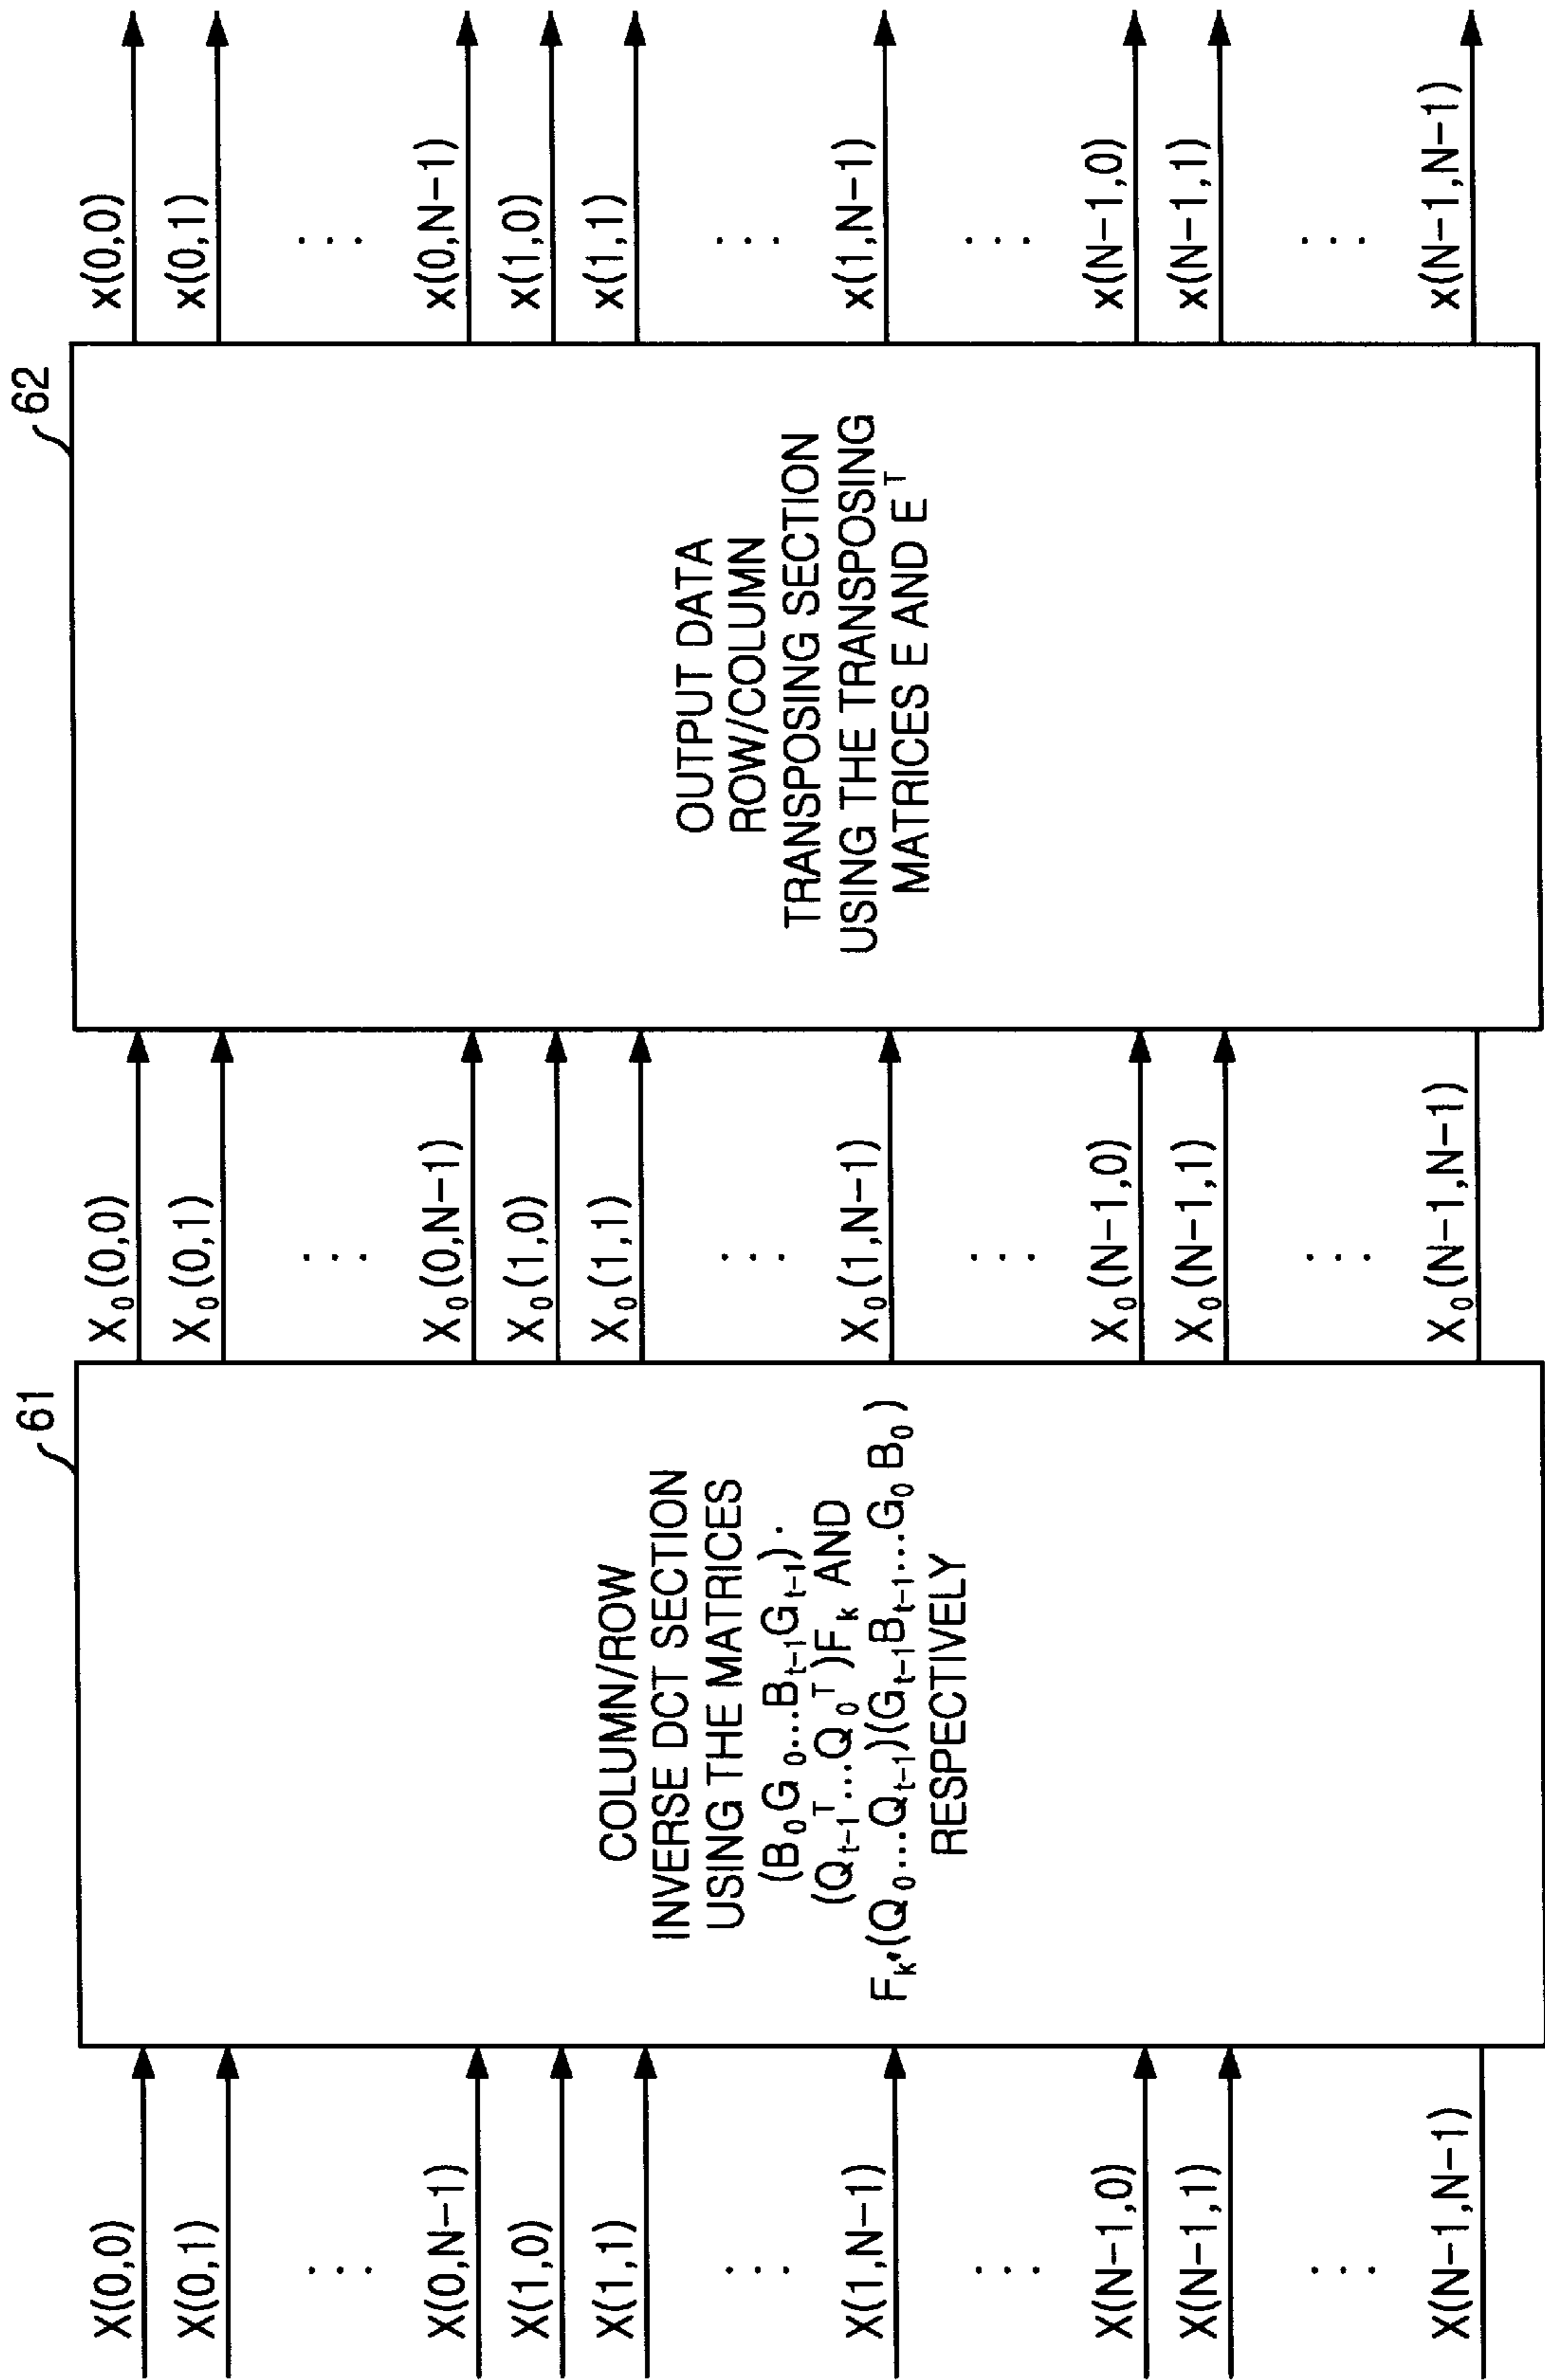 X(0,0)
X(0,1)
...
X(0,N-1)
X(1,0)
X(1,1)
...
X(1,N-1)
...
X(N-1,0)
X(N-1,1)
...
X(N-1,N-1)
61
COLUMN/ROW
INVERSE DCT SECTION
USING THE MATRICES
(B₀G₀...Bₜ₋₁Gₜ₋₁)·
(Qₜ₋₁ᵀ...Q₀ᵀ)Fₖ AND
Fₖ'(Q₀...Qₜ₋₁)(Gₜ₋₁Bₜ₋₁...G₀B₀)
RESPECTIVELY
X₀(0,0)
X₀(0,1)
...
X₀(0,N-1)
X₀(1,0)
X₀(1,1)
...
X₀(1,N-1)
...
X₀(N-1,0)
X₀(N-1,1)
...
X₀(N-1,N-1)
62
OUTPUT DATA
ROW/COLUMN
TRANSPOSING SECTION
USING THE TRANSPOSING
MATRICES E AND Eᵀ
x(0,0)
x(0,1)
...
x(0,N-1)
x(1,0)
x(1,1)
...
x(1,N-1)
...
x(N-1,0)
x(N-1,1)
...
x(N-1,N-1)